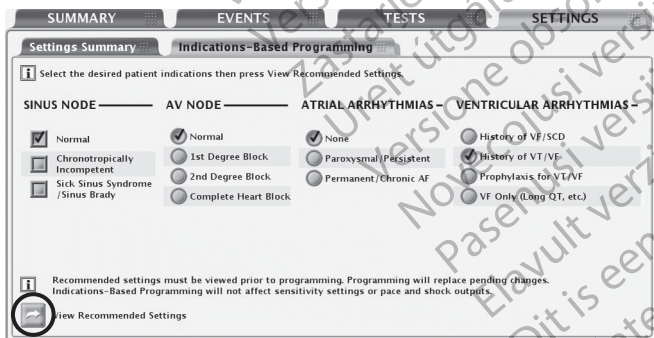 SUMMARY EVENTS TESTS SETTINGS
Settings Summary Indications-Based Programming
i Select the desired patient indications then press View Recommended Settings.
SINUS NODE AV NODE ATRIAL ARRHYTHMIAS VENTRICULAR ARRHYTHMIAS
Normal Normal None History of VF/SCD
Chronotropically Incompetent 1st Degree Block Paroxysmal/Persistent History of VT/VF
Sick Sinus Syndrome /Sinus Brady 2nd Degree Block Permanent/Chronic AF Prophylaxis for VT/VF
Complete Heart Block VF Only (Long QT, etc.)
i Recommended settings must be viewed prior to programming. Programming will replace pending changes.
Indications-Based Programming will not affect sensitivity settings or pace and shock outputs.
View Recommended Settings